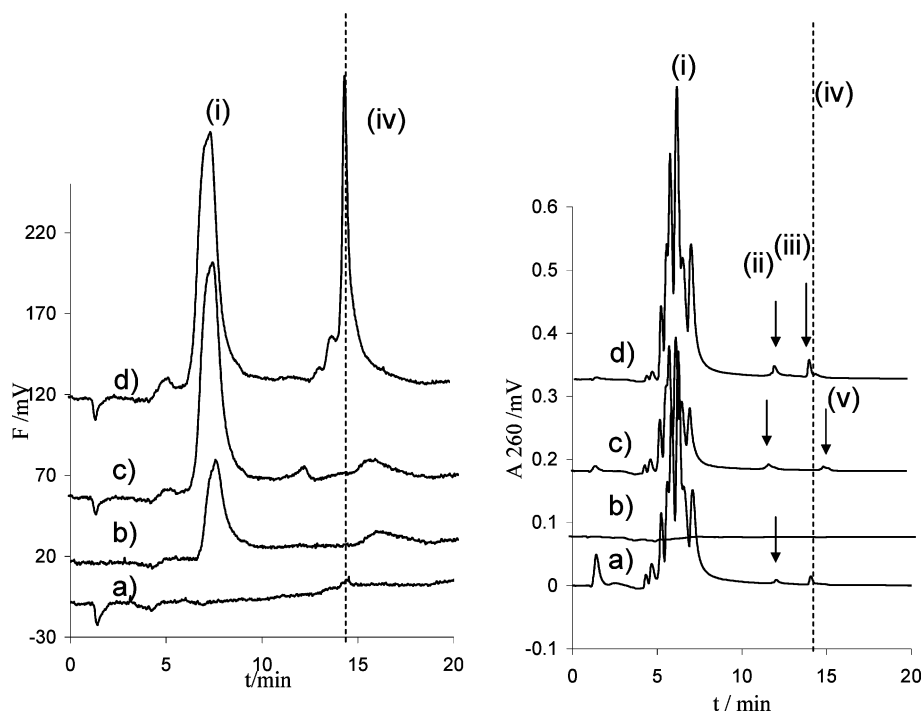 (i)
(iv)
220
170
120
70
20
-30
F /mV
d)
c)
b)
a)
0
5
10
15
20
t/min
(i)
(iv)
(ii)
(iii)
(v)
0.6
0.5
0.4
0.3
0.2
0.1
0
-0.1
A 260 /mV
d)
c)
b)
a)
0
5
10
15
20
t / min